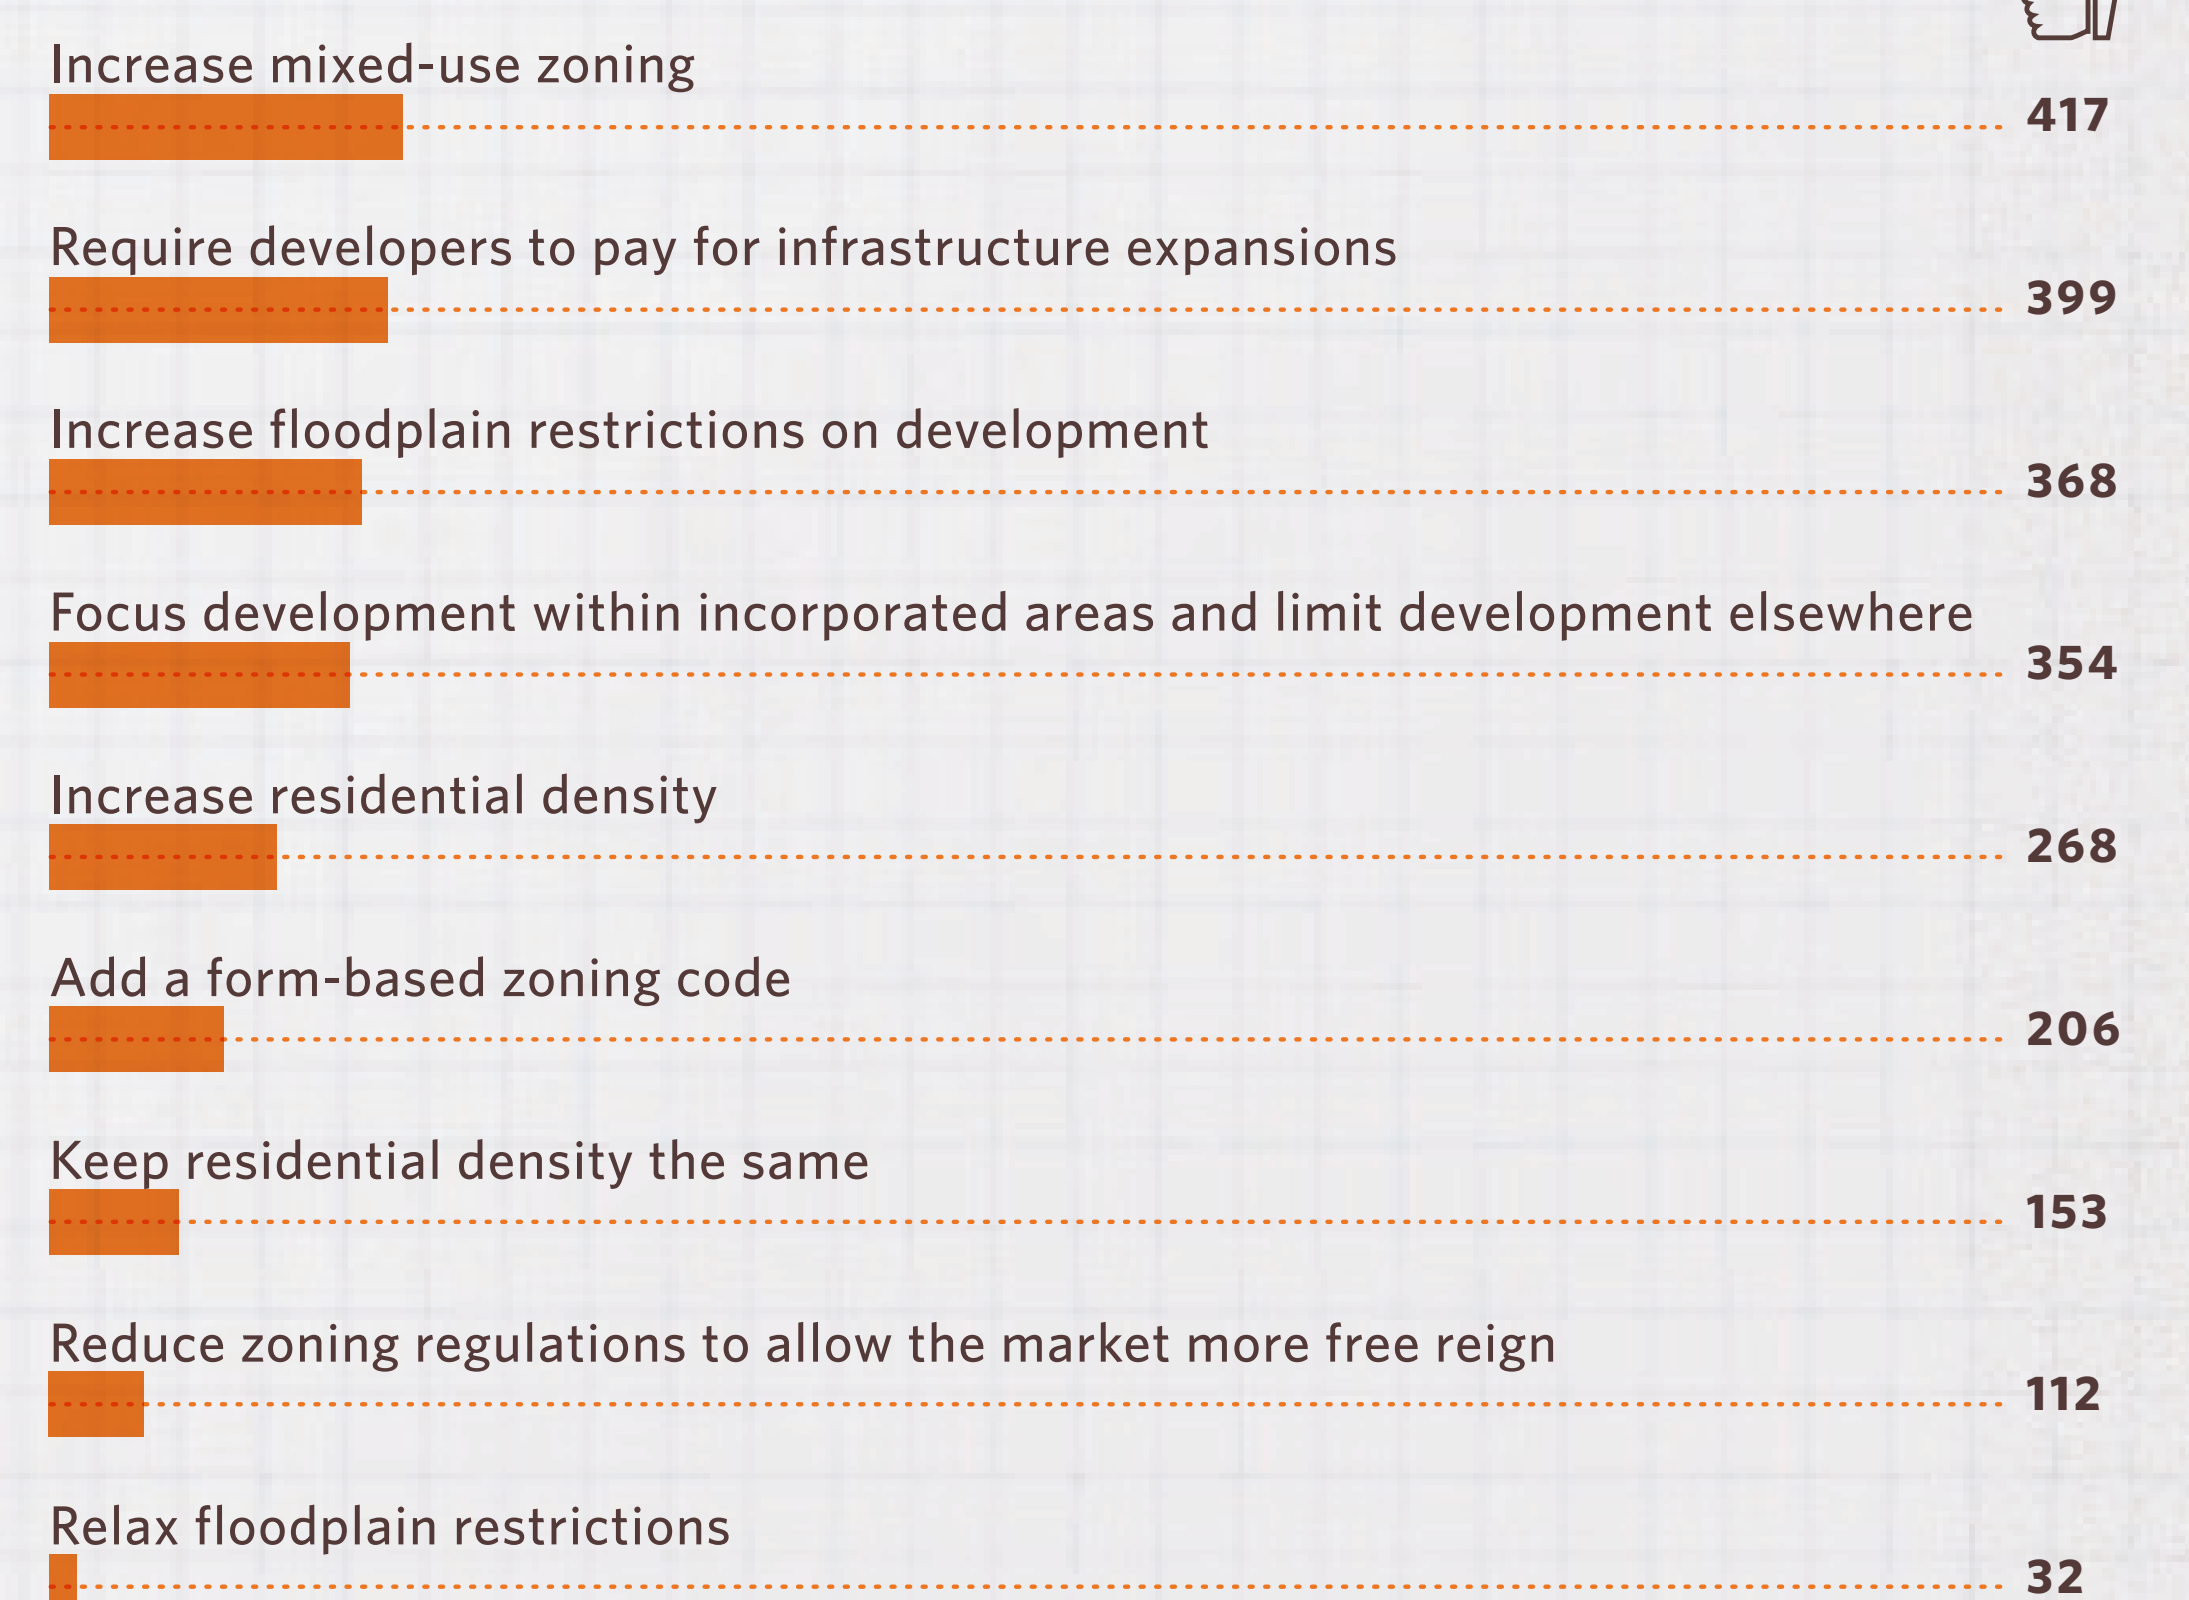 Increase mixed-use zoning
417
Require developers to pay for infrastructure expansions
399
Increase floodplain restrictions on development
368
Focus development within incorporated areas and limit development elsewhere
354
Increase residential density
268
Add a form-based zoning code
206
Keep residential density the same
153
Reduce zoning regulations to allow the market more free reign
112
Relax floodplain restrictions
32